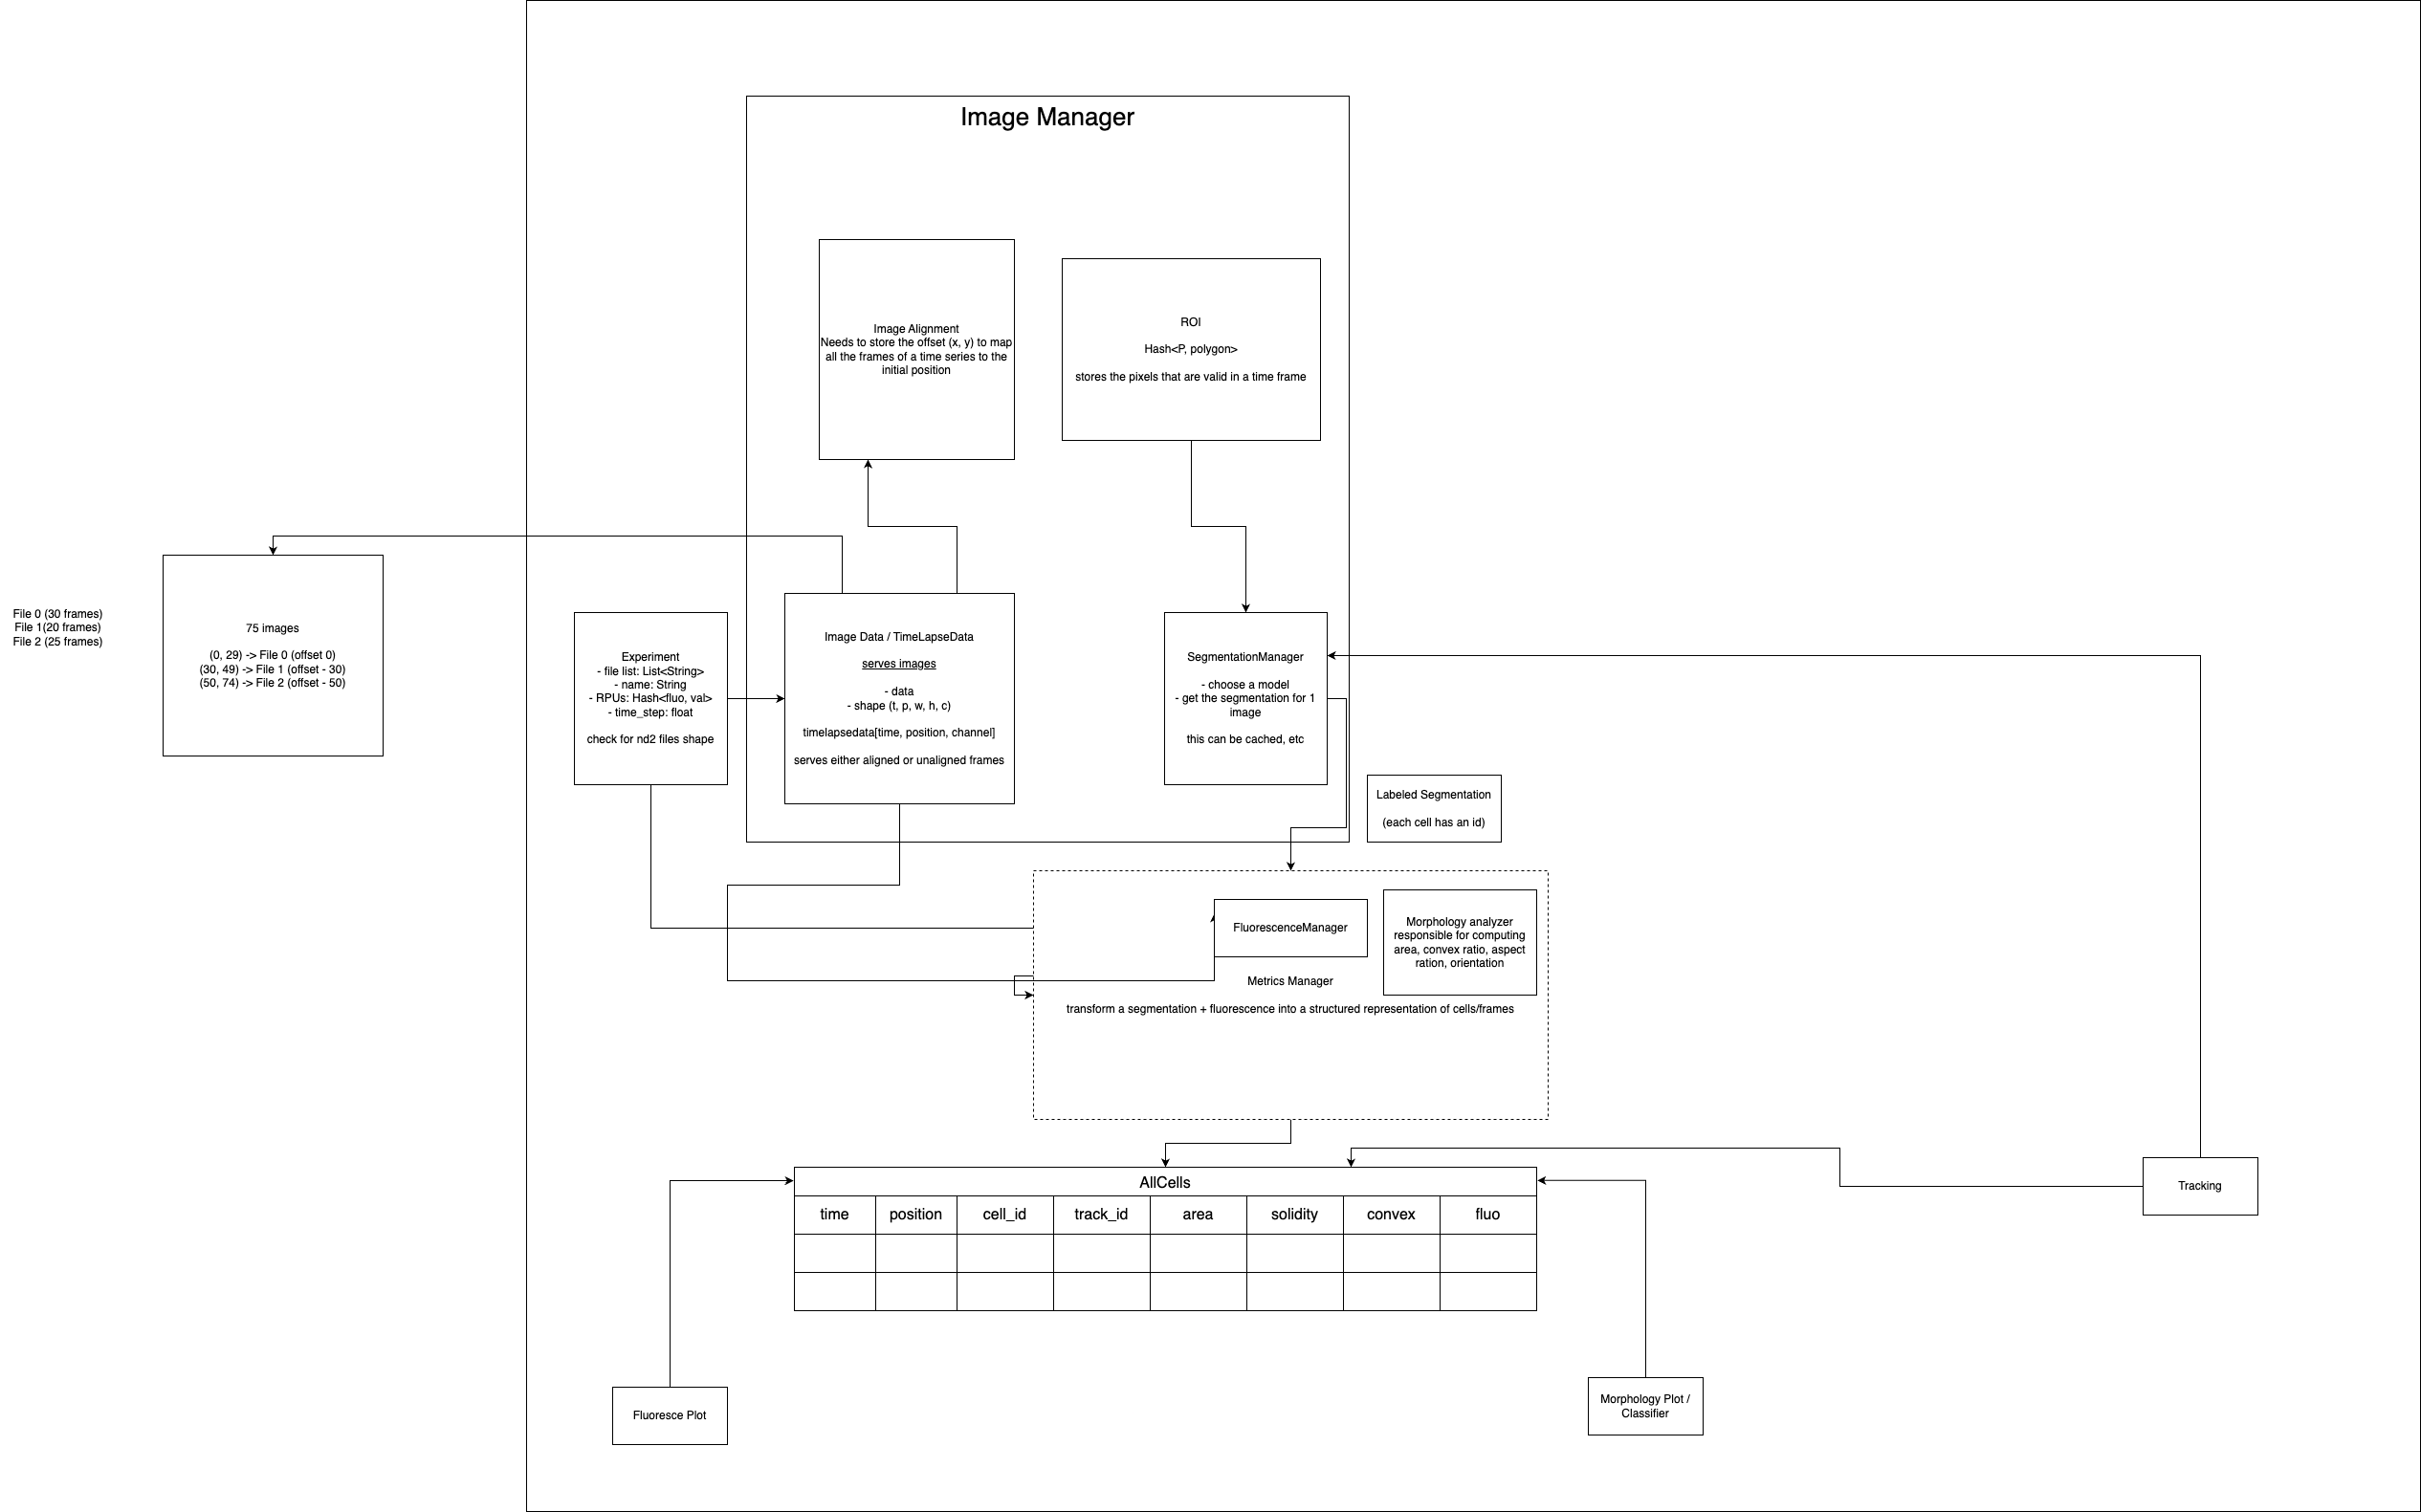 Image Manager
Image Alignment
Needs to store the offset (x, y) to map
all the frames of a time series to the
initial position
ROI
Hash<P, polygon>
stores the pixels that are valid in a time frame
File 0 (30 frames)
File 1(20 frames)
File 2 (25 frames)
75 images
(0, 29) -> File 0 (offset 0)
(30, 49) -> File 1 (offset - 30)
(50, 74) -> File 2 (offset - 50)
Experiment
- file list: List<String>
- name: String
- RPUs: Hash<fluo, val>
- time_step: float
check for nd2 files shape
Image Data / TimeLapseData
serves images
- data
- shape (t, p, w, h, c)
timelapsedata[time, position, channel]
serves either aligned or unaligned frames
SegmentationManager
- choose a model
- get the segmentation for 1
image
this can be cached, etc
Labeled Segmentation
(each cell has an id)
FluorescenceManager
Morphology analyzer
responsible for computing
area, convex ratio, aspect
ration, orientation
Metrics Manager
transform a segmentation + fluorescence into a structured representation of cells/frames
AllCells
time position cell_id track_id area solidity convex fluo
Tracking
Fluoresce Plot
Morphology Plot /
Classifier